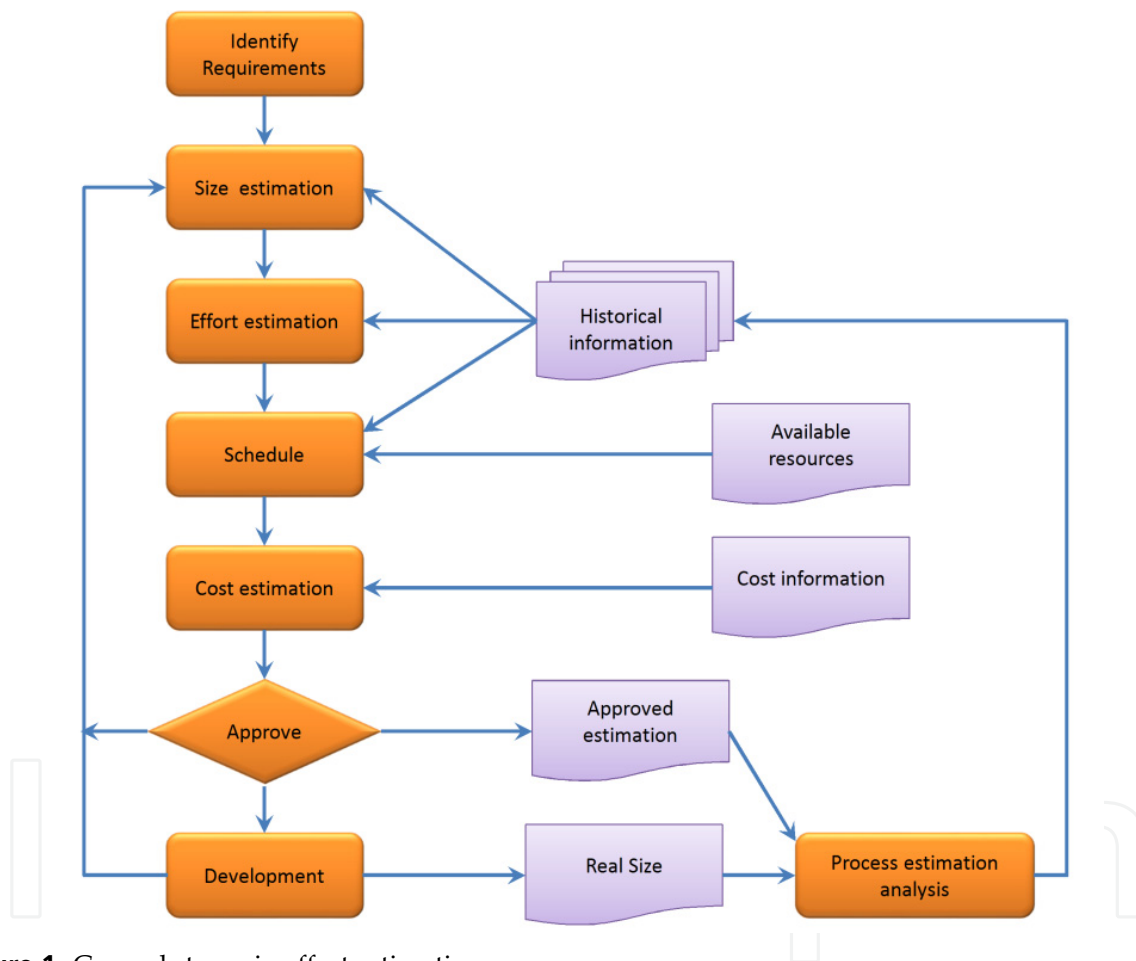 Identify
Requirements
Size estimation
Effort estimation
Historical
information
Schedule
Available
resources
Cost estimation
Cost information
Approve
Approved
estimation
Development
Real Size
Process estimation
analysis